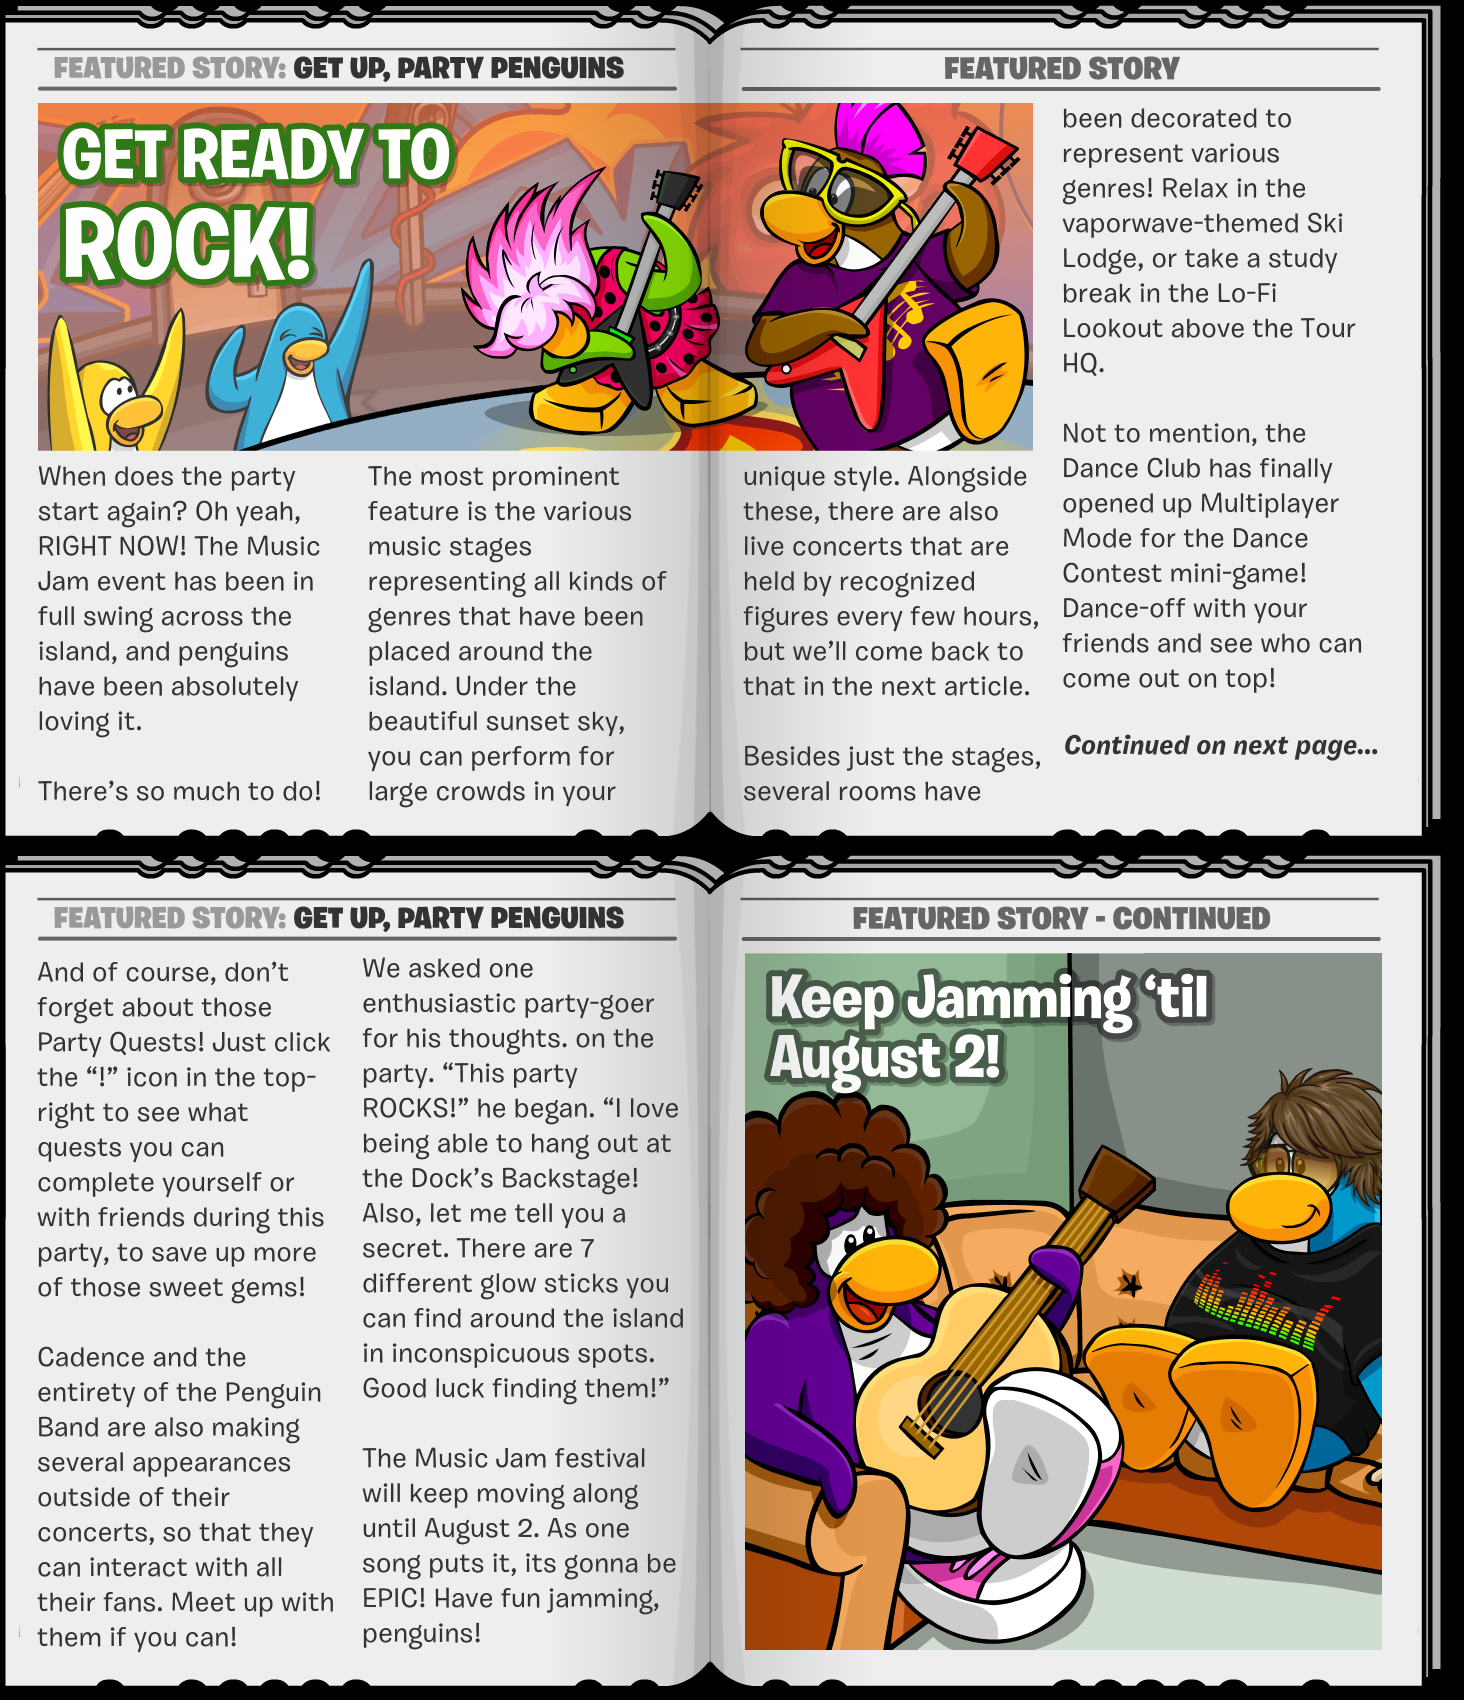 FEATURED STORY: GET UP, PARTY PENGUINS
FEATURED STORY
GET READY TO
ROCK!
When does the party
start again? Oh yeah,
RIGHT NOW! The Music
Jam event has been in
full swing across the
island, and penguins
have been absolutely
loving it.
There’s so much to do!
The most prominent
feature is the various
music stages
representing all kinds of
genres that have been
placed around the
island. Under the
beautiful sunset sky,
you can perform for
large crowds in your
unique style. Alongside
these, there are also
live concerts that are
held by recognized
figures every few hours,
but we’ll come back to
that in the next article.
Besides just the stages,
several rooms have
been decorated to
represent various
genres! Relax in the
vaporwave-themed Ski
Lodge, or take a study
break in the Lo-Fi
Lookout above the Tour
HQ.
Not to mention, the
Dance Club has finally
opened up Multiplayer
Mode for the Dance
Contest mini-game!
Dance-off with your
friends and see who can
come out on top!
Continued on next page...
FEATURED STORY: GET UP, PARTY PENGUINS
FEATURED STORY - CONTINUED
And of course, don’t
forget about those
Party Quests! Just click
the “!” icon in the top-
right to see what
quests you can
complete yourself or
with friends during this
party, to save up more
of those sweet gems!
Cadence and the
entirety of the Penguin
Band are also making
several appearances
outside of their
concerts, so that they
can interact with all
their fans. Meet up with
them if you can!
We asked one
enthusiastic party-goer
for his thoughts. on the
party. “This party
ROCKS!” he began. “I love
being able to hang out at
the Dock’s Backstage!
Also, let me tell you a
secret. There are 7
different glow sticks you
can find around the island
in inconspicuous spots.
Good luck finding them!”
The Music Jam festival
will keep moving along
until August 2. As one
song puts it, its gonna be
EPIC! Have fun jamming,
penguins!
Keep Jamming ‘til
August 2!